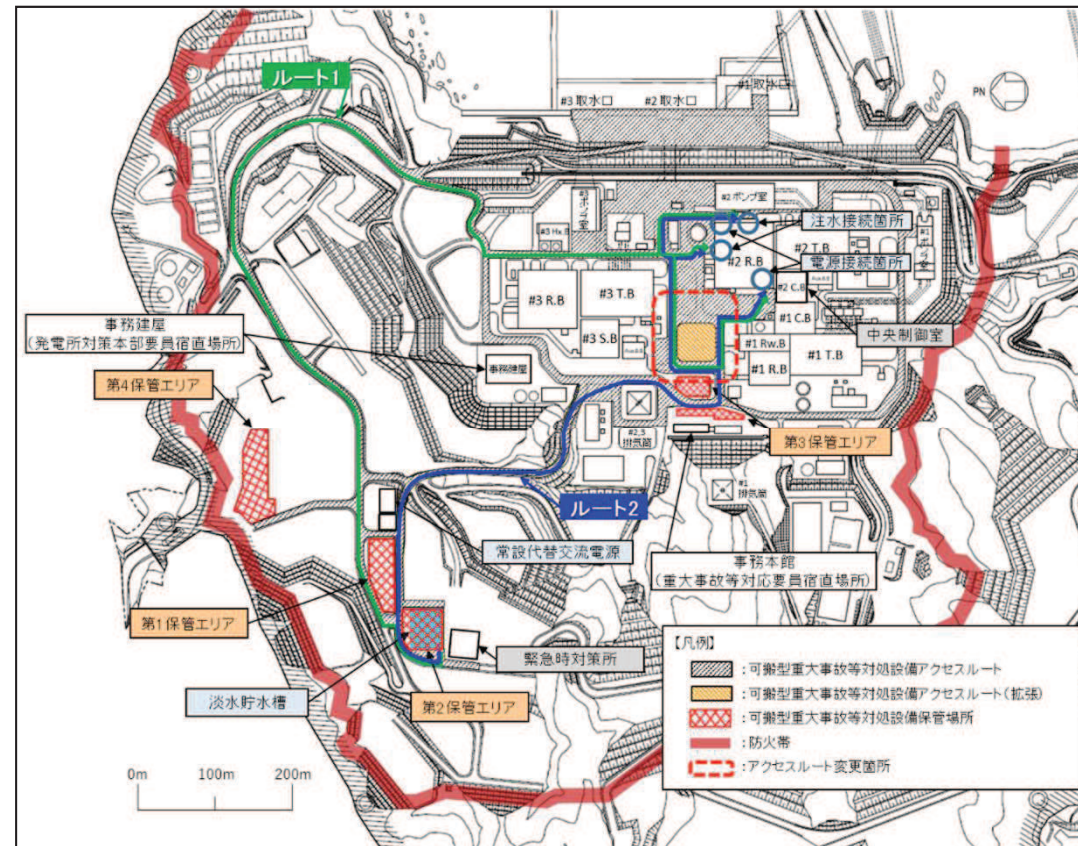 ルート1
#1取水口
#3取水口
#2取水口
PN
#2ポンプ室
#3 Hx.B
注水接続箇所
#2 T.B
#2 R.B
電源接続箇所
#3 R.B
#3 T.B
#2 C.B
#1 C.B
中央制御室
事務建屋
(発電所対策本部要員宿直場所)
#3 S.B
#1 Rw.B
#1 R.B
#1 T.B
事務建屋
第4保管エリア
#2,3
排気筒
第3保管エリア
#1
排気筒
ルート2
常設代替交流電源
事務本館
(重大事故等対応要員宿直場所)
第1保管エリア
緊急時対策所
淡水貯水槽
第2保管エリア
0m
100m
200m
【凡例】
:可搬型重大事故等対処設備アクセスルート
:可搬型重大事故等対処設備アクセスルート(拡張)
:可搬型重大事故等対処設備保管場所
:防火帯
:アクセスルート変更箇所